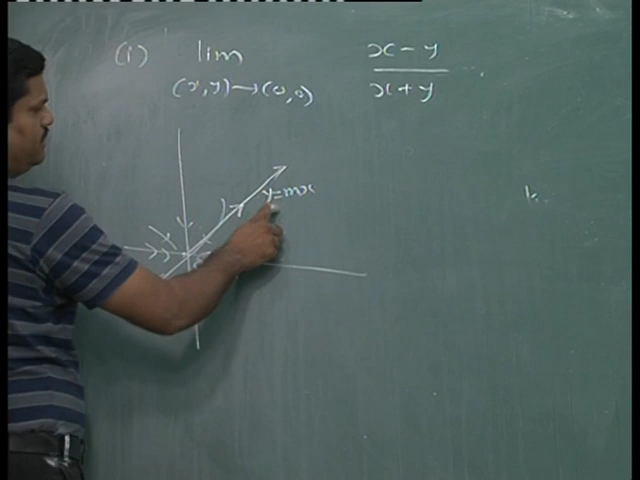 (i) lim x - y
(x,y)→(0,0) x + y
y=mx